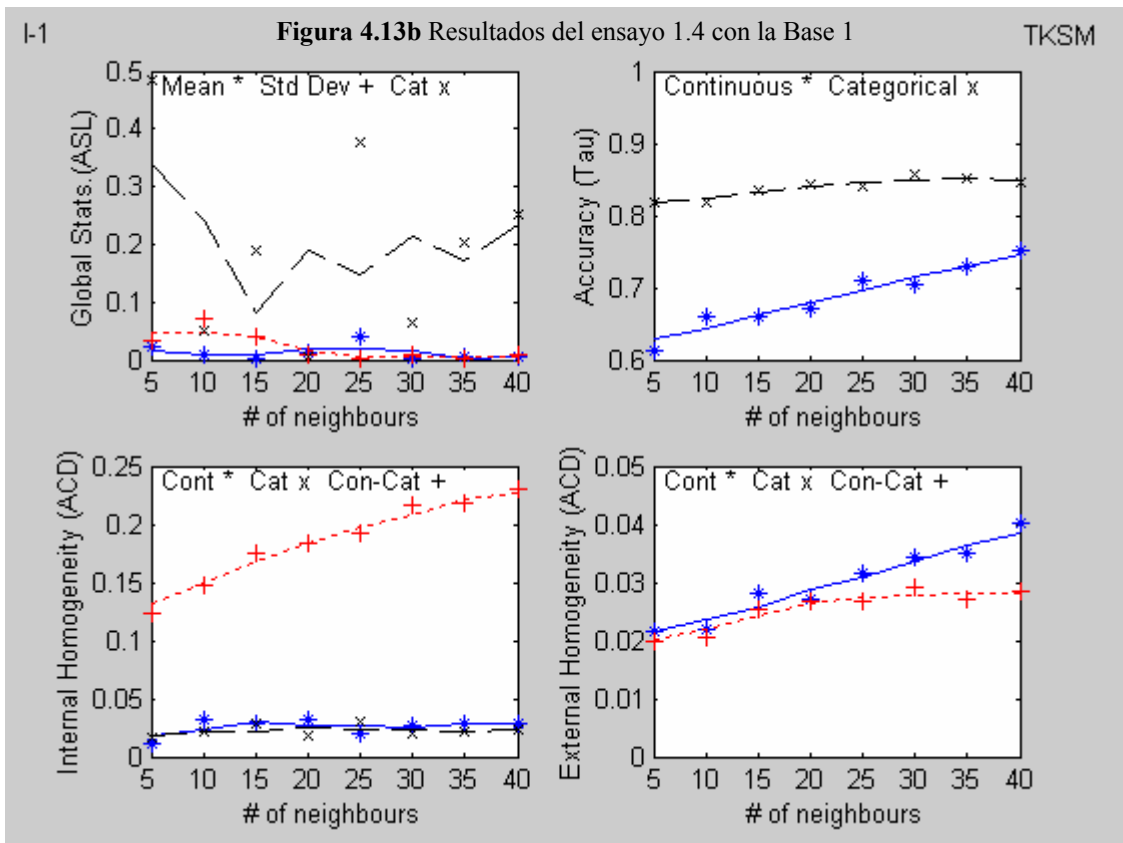 I-1
Figura 4.13b Resultados del ensayo 1.4 con la Base 1
TKSM
Mean * Std Dev + Cat x
Global Stats.(ASL)
0.5
0.4
0.3
0.2
0.1
0
5 10 15 20 25 30 35 40
# of neighbours
Continuous * Categorical x
Accuracy (Tau)
1
0.9
0.8
0.7
0.6
5 10 15 20 25 30 35 40
# of neighbours
Cont * Cat x Con-Cat +
Internal Homogeneity (ACD)
0.25
0.2
0.15
0.1
0.05
0
5 10 15 20 25 30 35 40
# of neighbours
Cont * Cat x Con-Cat +
External Homogeneity (ACD)
0.05
0.04
0.03
0.02
0.01
0
5 10 15 20 25 30 35 40
# of neighbours